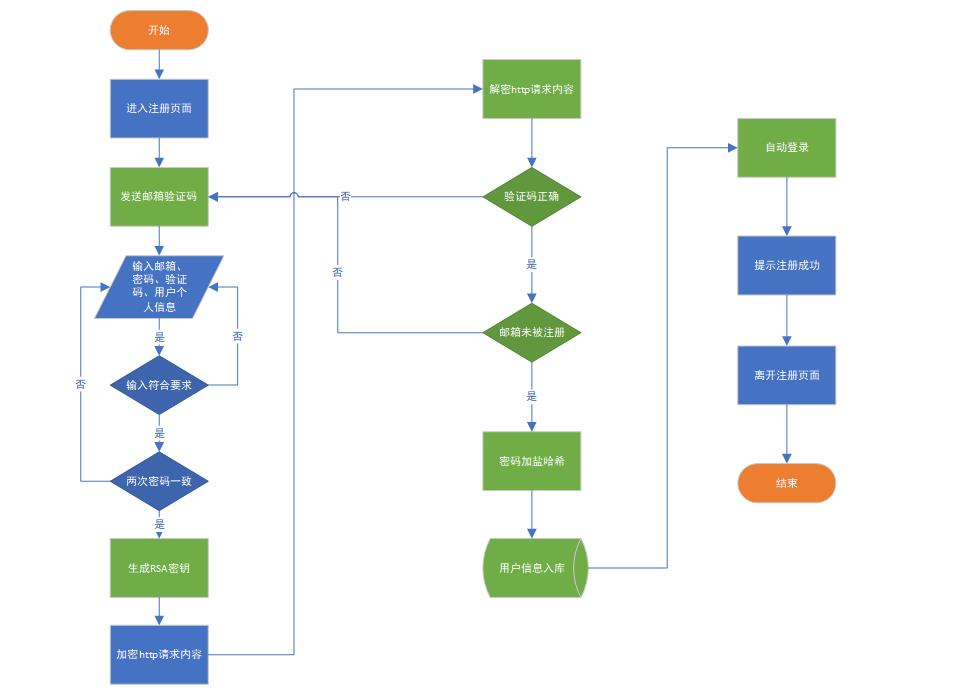 开始
进入注册页面
发送邮箱验证码
输入邮箱、
密码、验证
码、用户个
人信息
是
否
否
输入符合要求
是
两次密码一致
是
生成RSA密钥
加密http请求内容
解密http请求内容
验证码正确
否
是
否
邮箱未被注册
是
密码加盐哈希
用户信息入库
自动登录
提示注册成功
离开注册页面
结束